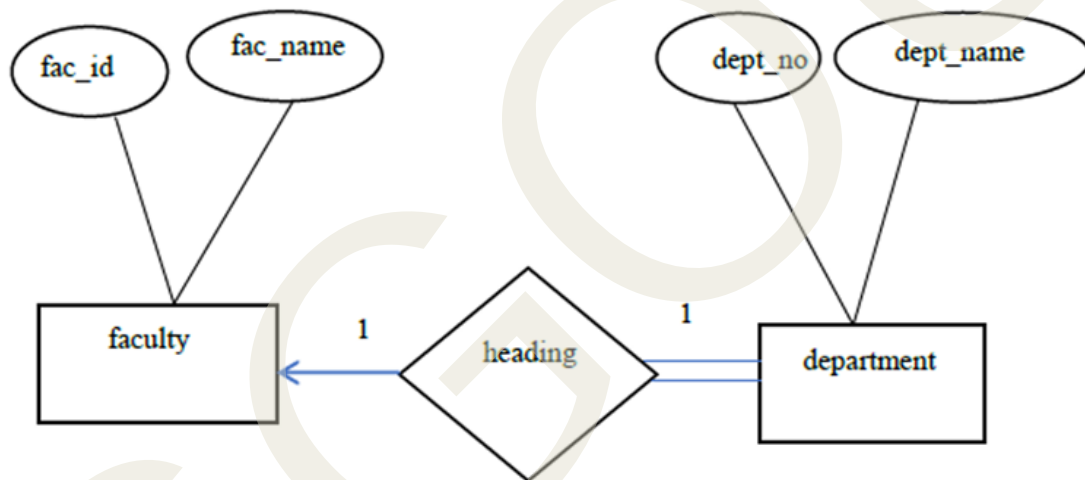 fac_id
fac_name
dept_no
dept_name
faculty
1
heading
1
department